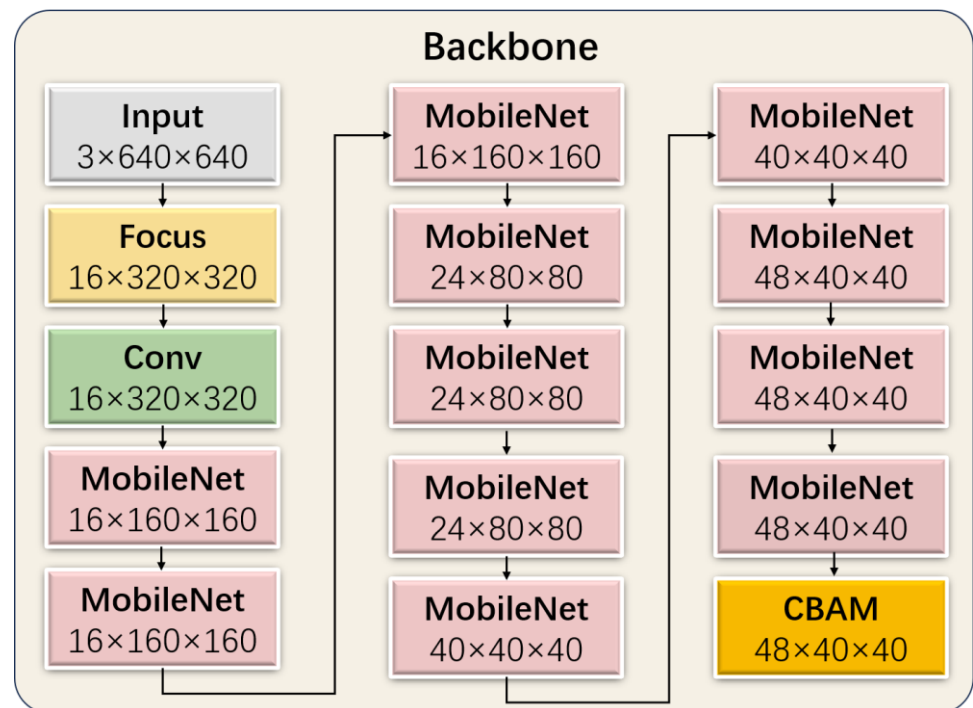 Backbone
Input
3×640×640
Focus
16×320×320
Conv
16×320×320
MobileNet
16×160×160
MobileNet
16×160×160
MobileNet
16×160×160
MobileNet
24×80×80
MobileNet
24×80×80
MobileNet
24×80×80
MobileNet
40×40×40
MobileNet
40×40×40
MobileNet
48×40×40
MobileNet
48×40×40
MobileNet
48×40×40
CBAM
48×40×40